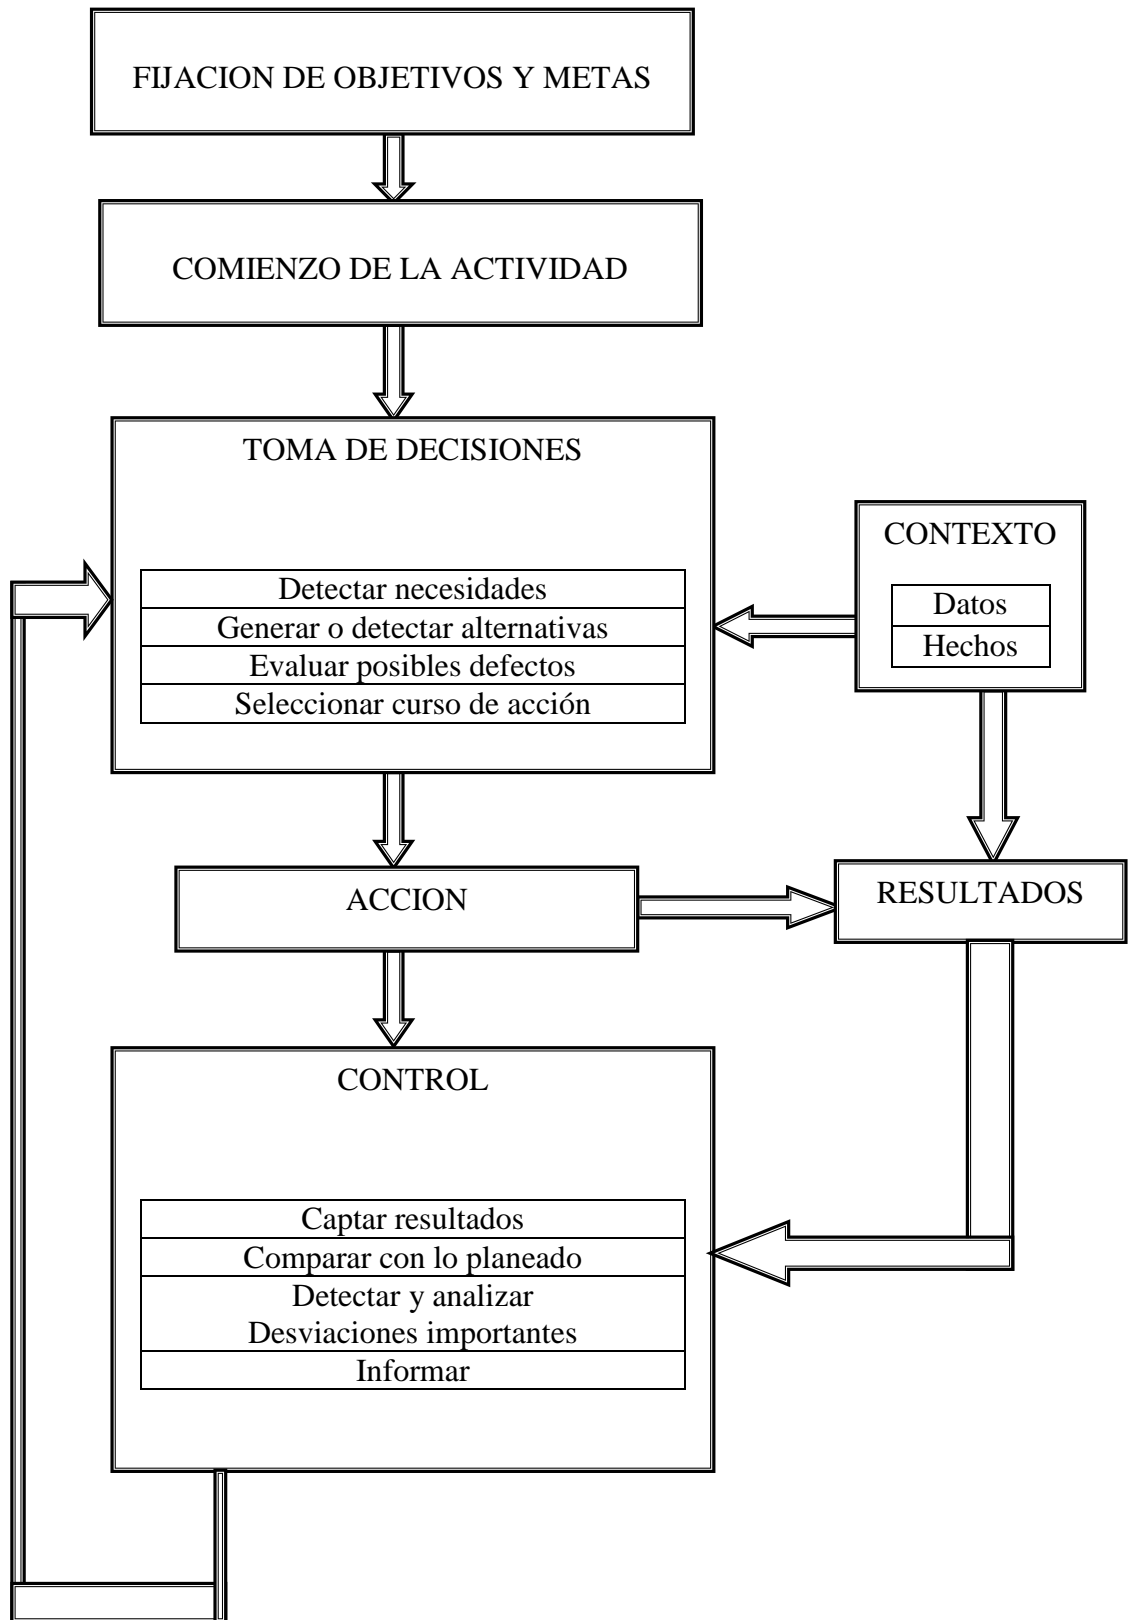 FIJACION DE OBJETIVOS Y METAS
COMIENZO DE LA ACTIVIDAD
TOMA DE DECISIONES
Detectar necesidades
Generar o detectar alternativas
Evaluar posibles defectos
Seleccionar curso de acción
CONTEXTO
Datos
Hechos
ACCION
RESULTADOS
CONTROL
Captar resultados
Comparar con lo planeado
Detectar y analizar
Desviaciones importantes
Informar